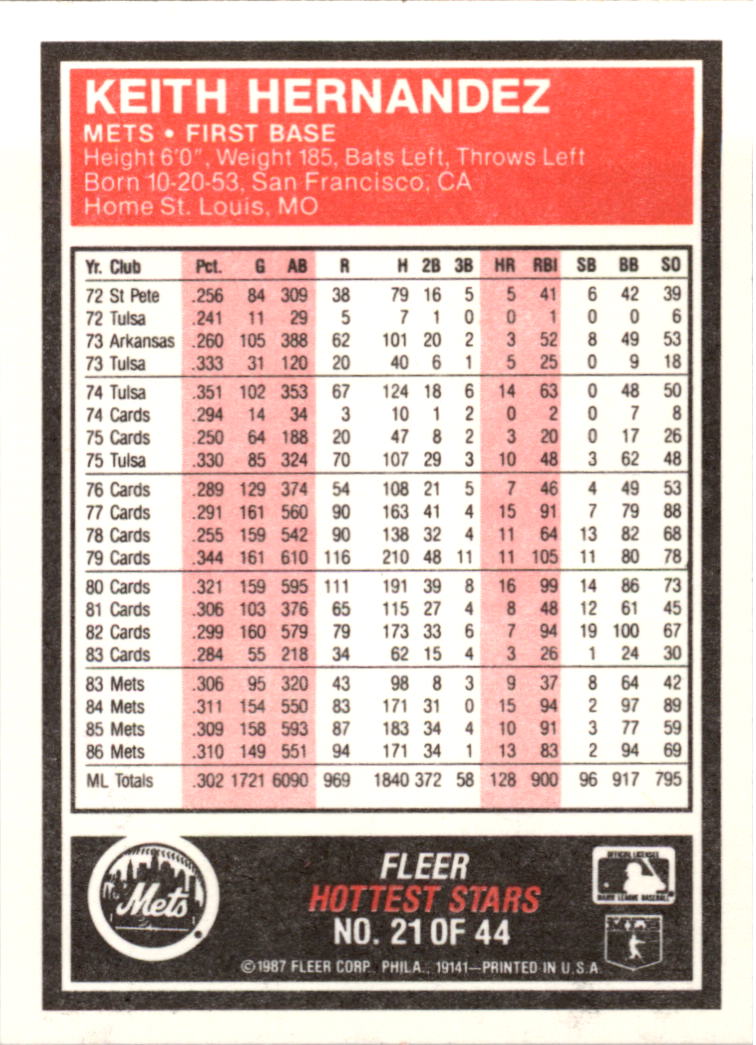 KEITH HERNANDEZ
METS • FIRST BASE
Height 6'0", Weight 185, Bats Left, Throws Left
Born 10-20-53, San Francisco, CA
Home St. Louis, MO
Yr. Club Pct. G AB R H 2B 3B HR RBI SB BB SO
72 St Pete .256 84 309 38 79 16 5 5 41 6 42 39
72 Tulsa .241 11 29 5 7 1 0 0 1 0 0 6
73 Arkansas .260 105 388 62 101 20 2 3 52 8 49 53
73 Tulsa .333 31 120 20 40 6 1 5 25 0 9 18
74 Tulsa .351 102 353 67 124 18 6 14 63 0 48 50
74 Cards .294 14 34 3 10 1 2 0 2 0 7 8
75 Cards .250 64 188 20 47 8 2 3 20 0 17 26
75 Tulsa .330 85 324 70 107 29 3 10 48 3 62 48
76 Cards .289 129 374 54 108 21 5 7 46 4 49 53
77 Cards .291 161 560 90 163 41 4 15 91 7 79 88
78 Cards .255 159 542 90 138 32 4 11 64 13 82 68
79 Cards .344 161 610 116 210 48 11 11 105 11 80 78
80 Cards .321 159 595 111 191 39 8 16 99 14 86 73
81 Cards .306 103 376 65 115 27 4 8 48 12 61 45
82 Cards .299 160 579 79 173 33 6 7 94 19 100 67
83 Cards .284 55 218 34 62 15 4 3 26 1 24 30
83 Mets .306 95 320 43 98 8 3 9 37 8 64 42
84 Mets .311 154 550 83 171 31 0 15 94 2 97 89
85 Mets .309 158 593 87 183 34 4 10 91 3 77 59
86 Mets .310 149 551 94 171 34 1 13 83 2 94 69
ML Totals .302 1721 6090 969 1840 372 58 128 900 96 917 795
Mets
FLEER
HOTTEST STARS
NO. 21 OF 44
©1987 FLEER CORP. PHILA., 19141—PRINTED IN U.S.A.
OFFICIAL LICENSEE
MAJOR LEAGUE BASEBALL